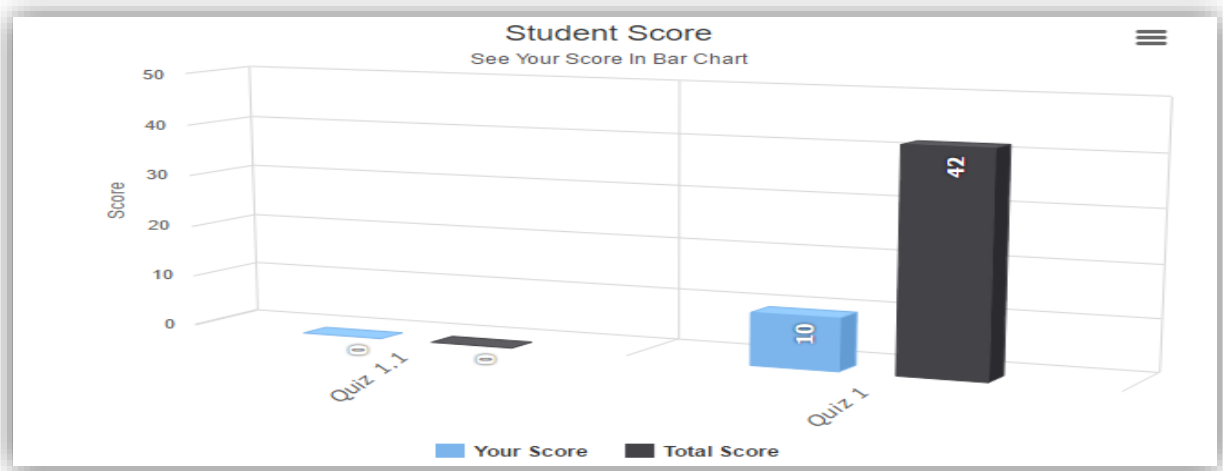 Student Score
See Your Score In Bar Chart
50
40
30
20
10
0
Score
0
0
10
42
Quiz 1.1
Quiz 1
Your Score
Total Score